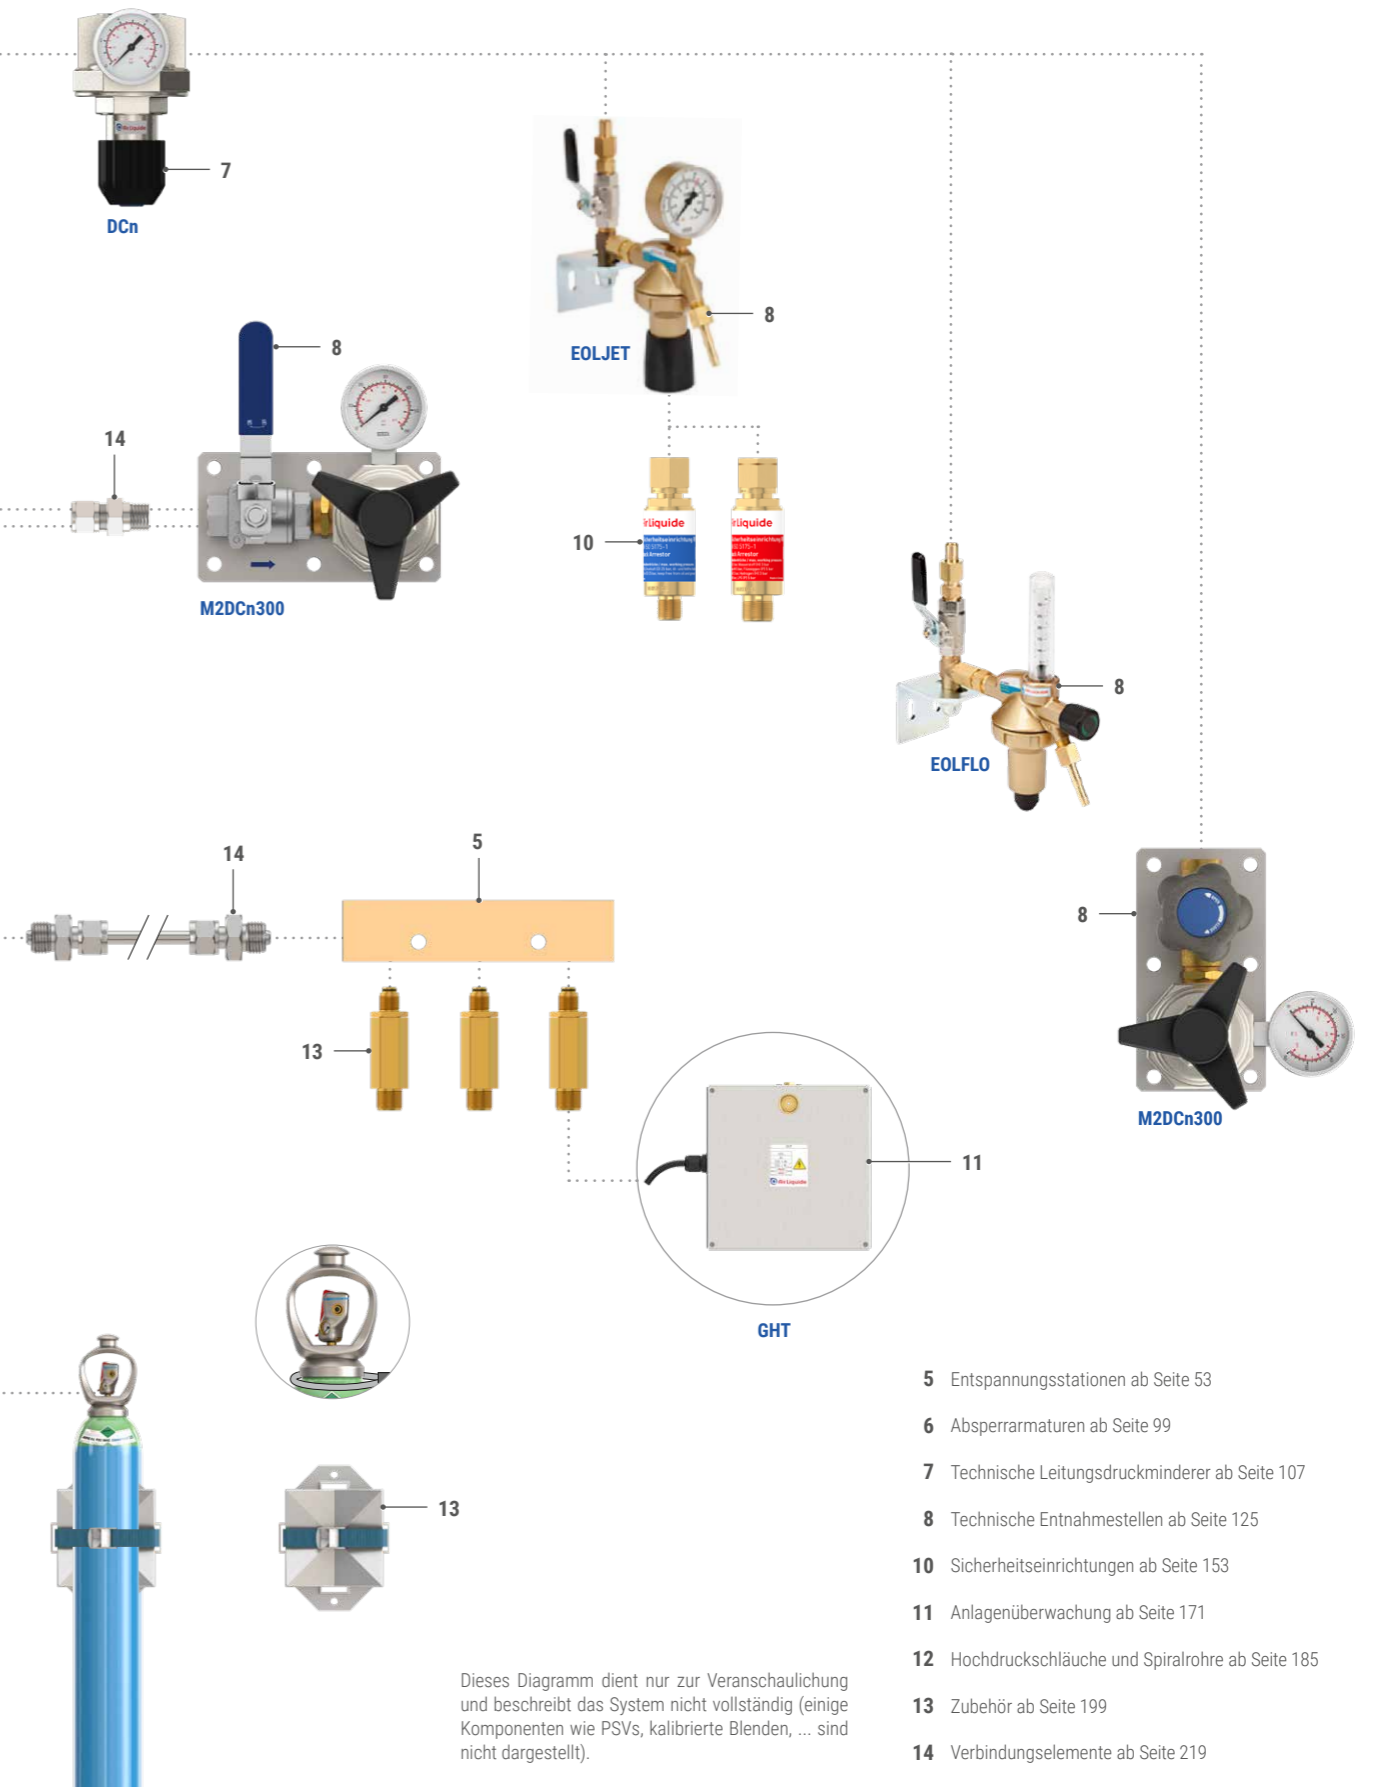 7
DCn
8
EOLJET
8
14
M2DCn300
10
Air Liquide
8
EOLFLO
14
5
8
13
M2DCn300
11
Air Liquide
GHT
13
5 Entspannungsstationen ab Seite 53
6 Absperrarmaturen ab Seite 99
7 Technische Leitungsdruckminderer ab Seite 107
8 Technische Entnahmestellen ab Seite 125
10 Sicherheitseinrichtungen ab Seite 153
11 Anlagenüberwachung ab Seite 171
12 Hochdruckschläuche und Spiralrohre ab Seite 185
13 Zubehör ab Seite 199
14 Verbindungselemente ab Seite 219
Dieses Diagramm dient nur zur Veranschaulichung
und beschreibt das System nicht vollständig (einige
Komponenten wie PSVs, kalibrierte Blenden, ... sind
nicht dargestellt).